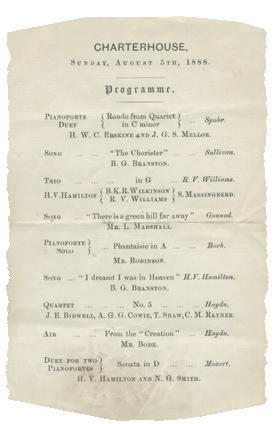 CHARTERHOUSE,
SUNDAY, AUGUST 5TH, 1888.
Programme.
PIANOFORTE DUET { Rondo from Quartet in C minor } ... Spohr.
H. W. C. ERSKINE AND J. G. S. MELLOR.
SONG ... "The Chorister" ... Sullivan.
B. G. BRANSTON.
TRIO ... in G ... R. V. Williams.
H. V. HAMILTON { B. K. R. WILKINSON R. V. WILLIAMS } S. MASSINGBERD.
SONG ... "There is a green hill far away" Gounod.
MR. L. MARSHALL.
PIANOFORTE SOLO } ... Phantaisie in A ... ... Bach.
MR. ROBINSON.
SONG ... "I dreamt I was in Heaven" H. V. Hamilton.
B. G. BRANSTON.
QUARTET ... ... No. 5 ... ... Haydn.
J. E. BIDWELL, A. G. G. COWIE, T. SHAW, C. M. RAYNER.
AIR ... From the "Creation" ... Haydn.
MR. BODE.
DUET FOR TWO PIANOFORTES } Sonata in D ... Mozart.
H. V. HAMILTON AND N. G. SMITH.